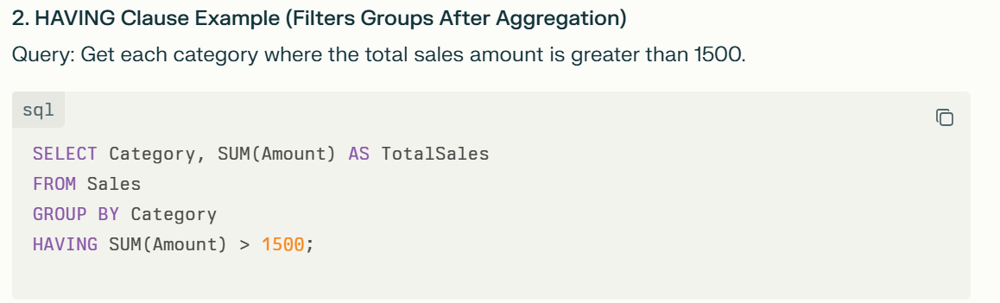 2. HAVING Clause Example (Filters Groups After Aggregation)
Query: Get each category where the total sales amount is greater than 1500.
sql
SELECT Category, SUM(Amount) AS TotalSales
FROM Sales
GROUP BY Category
HAVING SUM(Amount) > 1500;